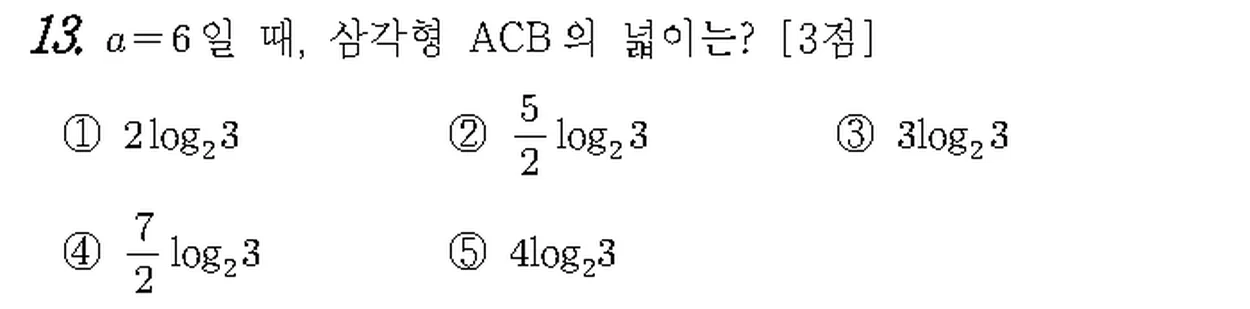 13. a=6일 때, 삼각형 ACB의 넓이는? [3점]
① 2log₂3 ② 5/2 log₂3 ③ 3log₂3
④ 7/2 log₂3 ⑤ 4log₂3